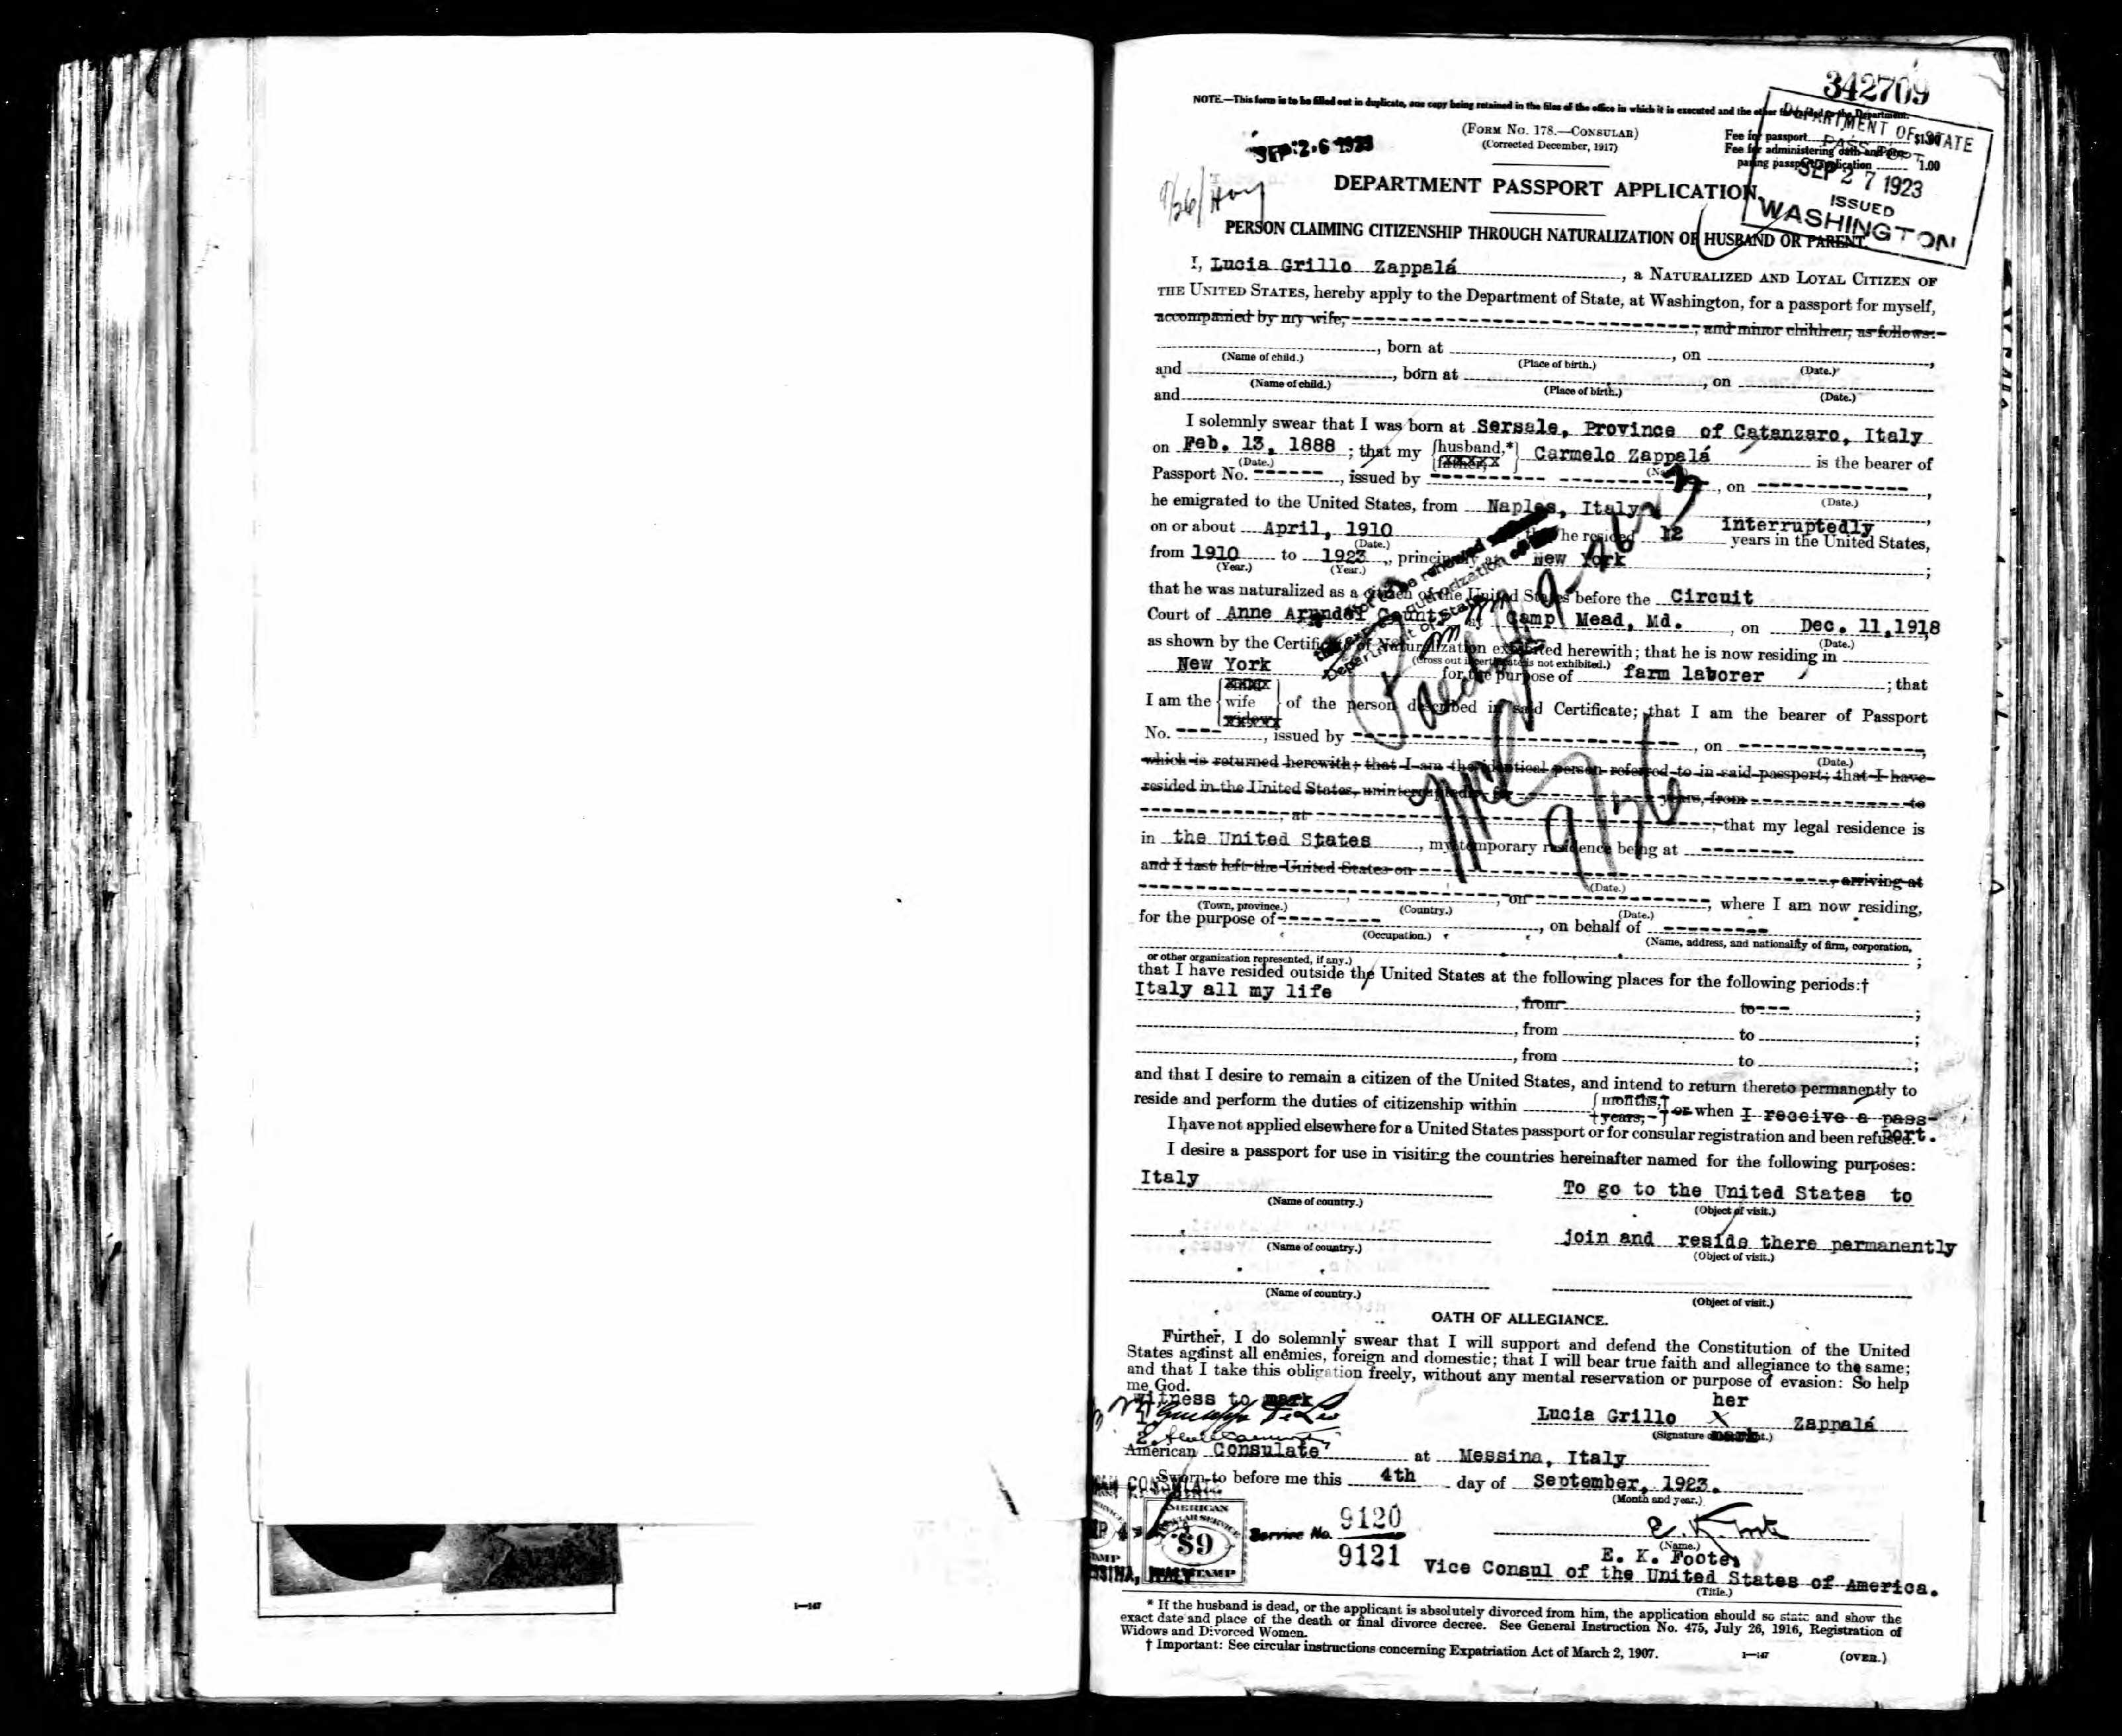 342709
NOTE.—This form is to be filled out in duplicate, one copy being retained in the files of the office in which it is executed and the other forwarded to the Department.
(FORM No. 178.—CONSULAR)
(Corrected December, 1917)
Fee for passport $1.00
Fee for administering oath and pre-
paring passport application 1.00
SEP 26 1923
DEPARTMENT OF STATE
PASSPORT
SEP 27 1923
ISSUED
WASHINGTON
9/26/
DEPARTMENT PASSPORT APPLICATION.
PERSON CLAIMING CITIZENSHIP THROUGH NATURALIZATION OF HUSBAND OR PARENT.
I, Lucia Grillo Zappalá, a NATURALIZED AND LOYAL CITIZEN OF
THE UNITED STATES, hereby apply to the Department of State, at Washington, for a passport for myself,
accompanied by my wife, ; and minor children, as follows:
, born at , on ,
(Name of child.) (Place of birth.) (Date.)
and , born at , on
(Name of child.) (Place of birth.) (Date.)
and
I solemnly swear that I was born at Sersale, Province of Catanzaro, Italy
on Feb. 13, 1888 ; that my {husband,* father,} Carmelo Zappalá is the bearer of
(Date.)
Passport No. ------, issued by ----------, on ----------,
(Date.)
he emigrated to the United States, from Naples, Italy,
on or about April, 1910 he resided 12 interruptedly years in the United States,
(Date.)
from 1910 to 1923, principally at New York ;
(Year.) (Year.)
that he was naturalized as a citizen of the United States before the Circuit
Court of Anne Arundel County, at Camp Mead, Md., on Dec. 11, 1918
(Date.)
as shown by the Certificate of Naturalization exhibited herewith; that he is now residing in
(Cross out if certificate is not exhibited.)
New York for the purpose of farm laborer ; that
I am the {wife widow} of the person described in said Certificate; that I am the bearer of Passport
No. ----, issued by ----------, on ----------,
(Date.)
which is returned herewith; that I am the identical person referred to in said passport; that I have
resided in the United States, uninterruptedly, for years, from to
, at ; that my legal residence is
in the United States, my temporary residence being at --------
and I last left the United States on , arriving at
(Date.)
, on , where I am now residing,
(Town, province.) (Country.) (Date.)
for the purpose of ----------, on behalf of ---------
(Occupation.) (Name, address, and nationality of firm, corporation,
or other organization represented, if any.) ;
that I have resided outside the United States at the following places for the following periods:†
Italy all my life, from to --- ;
, from to ;
, from to ;
and that I desire to remain a citizen of the United States, and intend to return thereto permanently to
reside and perform the duties of citizenship within {months, years,} or when I receive a pass-
port.
I have not applied elsewhere for a United States passport or for consular registration and been refused.
I desire a passport for use in visiting the countries hereinafter named for the following purposes:
Italy To go to the United States to
(Name of country.) (Object of visit.)
join and reside there permanently
(Name of country.) (Object of visit.)
(Name of country.) (Object of visit.)
OATH OF ALLEGIANCE.
Further, I do solemnly swear that I will support and defend the Constitution of the United
States against all enemies, foreign and domestic; that I will bear true faith and allegiance to the same;
and that I take this obligation freely, without any mental reservation or purpose of evasion: So help
me God.
witness to mark
her
Lucia Grillo X Zappalá
mark
American Consulate at Messina, Italy
Sworn to before me this 4th day of September, 1923.
(Month and year.)
AMERICAN
CONSULAR SERVICE
$9
STAMP
Service No. 9120
9121
(Name.)
E. K. Foote,
Vice Consul of the United States of America.
(Title.)
* If the husband is dead, or the applicant is absolutely divorced from him, the application should so state and show the
exact date and place of the death or final divorce decree. See General Instruction No. 475, July 26, 1916, Registration of
Widows and Divorced Women.
† Important: See circular instructions concerning Expatriation Act of March 2, 1907.
1—147 (OVER.)
1—147